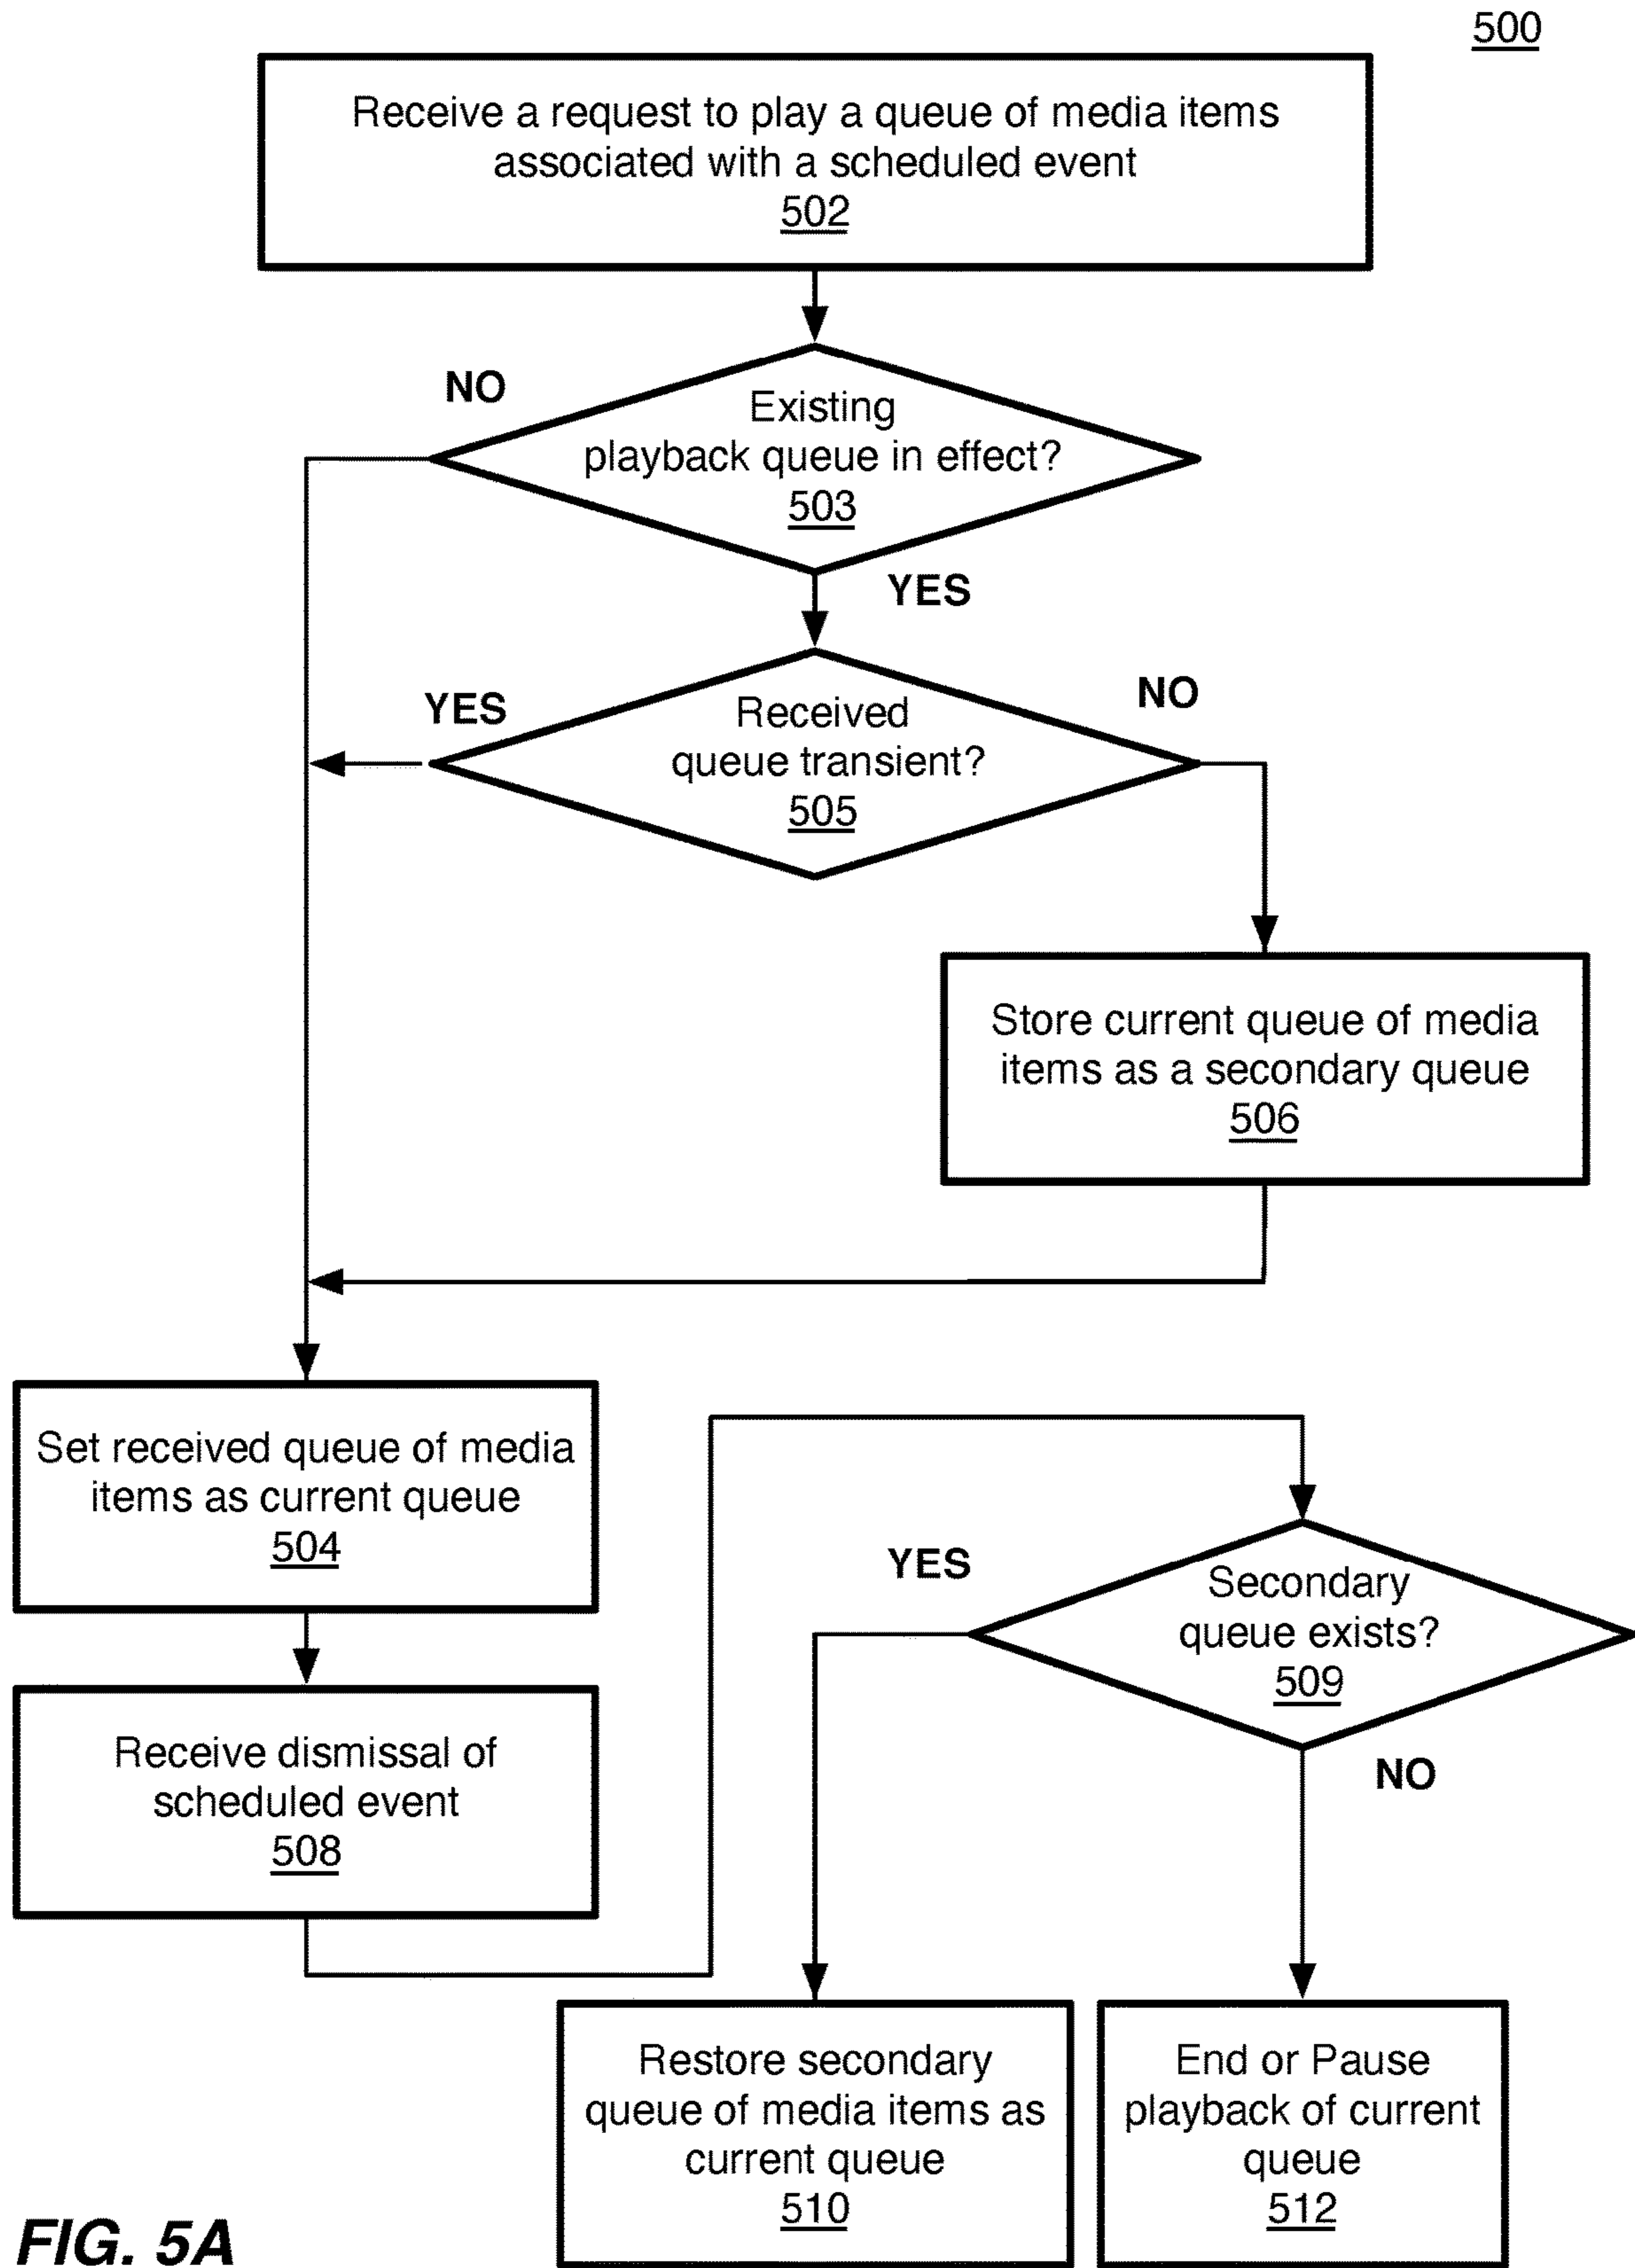 500
Receive a request to play a queue of media items
associated with a scheduled event
502
NO
Existing
playback queue in effect?
503
YES
YES
NO
Received
queue transient?
505
Store current queue of media
items as a secondary queue
506
Set received queue of media
items as current queue
504
YES
Secondary
queue exists?
509
NO
Receive dismissal of
scheduled event
508
Restore secondary
queue of media items as
current queue
510
End or Pause
playback of current
queue
512
FIG. 5A